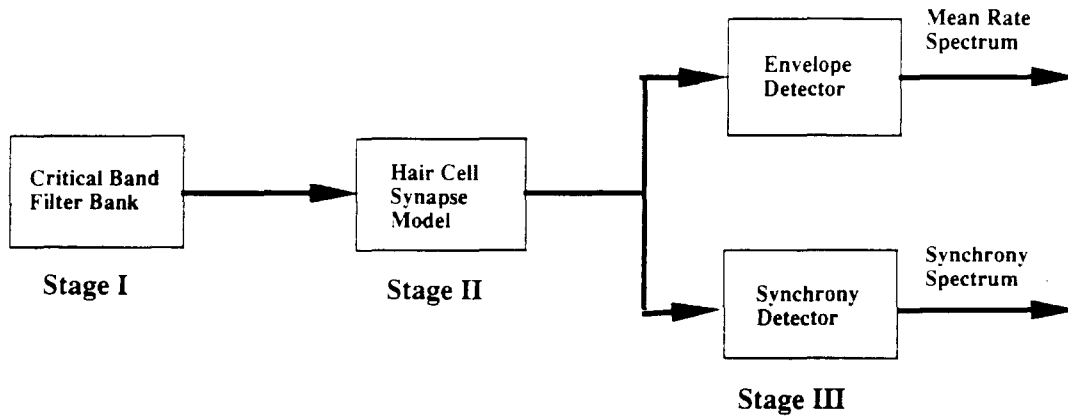 Critical Band
Filter Bank
Stage I
Hair Cell
Synapse
Model
Stage II
Envelope
Detector
Mean Rate
Spectrum
Synchrony
Detector
Synchrony
Spectrum
Stage III